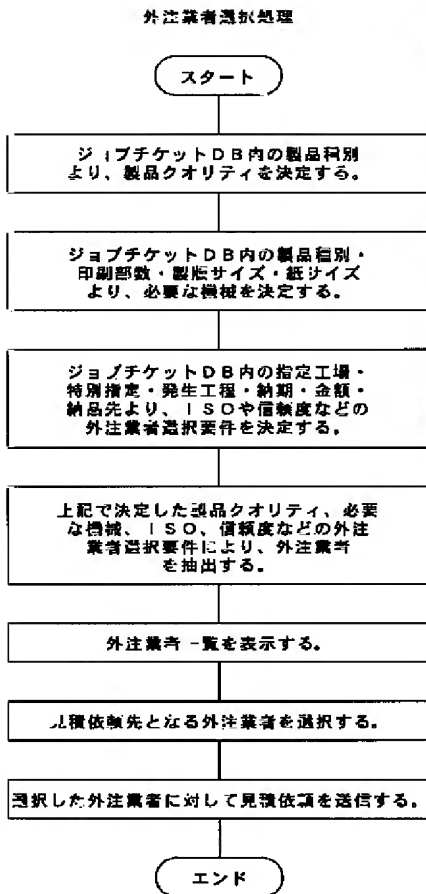 外注業者選択処理
スタート
ジョブチケットDB内の製品種別
より、製品クオリティを決定する。
ジョブチケットDB内の製品種別・
印刷部数・製版サイズ・紙サイズ
より、必要な機械を決定する。
ジョブチケットDB内の指定工場・
特別指定・発生工程・納期・金額・
納品先より、ISOや信頼度などの
外注業者選択要件を決定する。
上記で決定した製品クオリティ、必要
な機械、ISO、信頼度などの外注
業者選択要件により、外注業者
を抽出する。
外注業者一覧を表示する。
見積依頼先となる外注業者を選択する。
選択した外注業者に対して見積依頼を送信する。
エンド